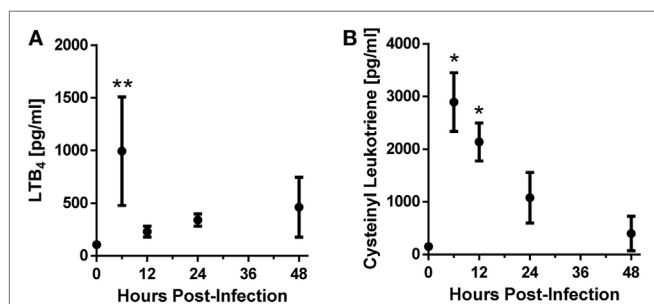 A
LTB4 [pg/ml]
2000
1500
1000
500
0
**
0 12 24 36 48
Hours Post-Infection
B
Cysteinyl Leukotriene [pg/ml]
4000
3000
2000
1000
0
*
*
0 12 24 36 48
Hours Post-Infection